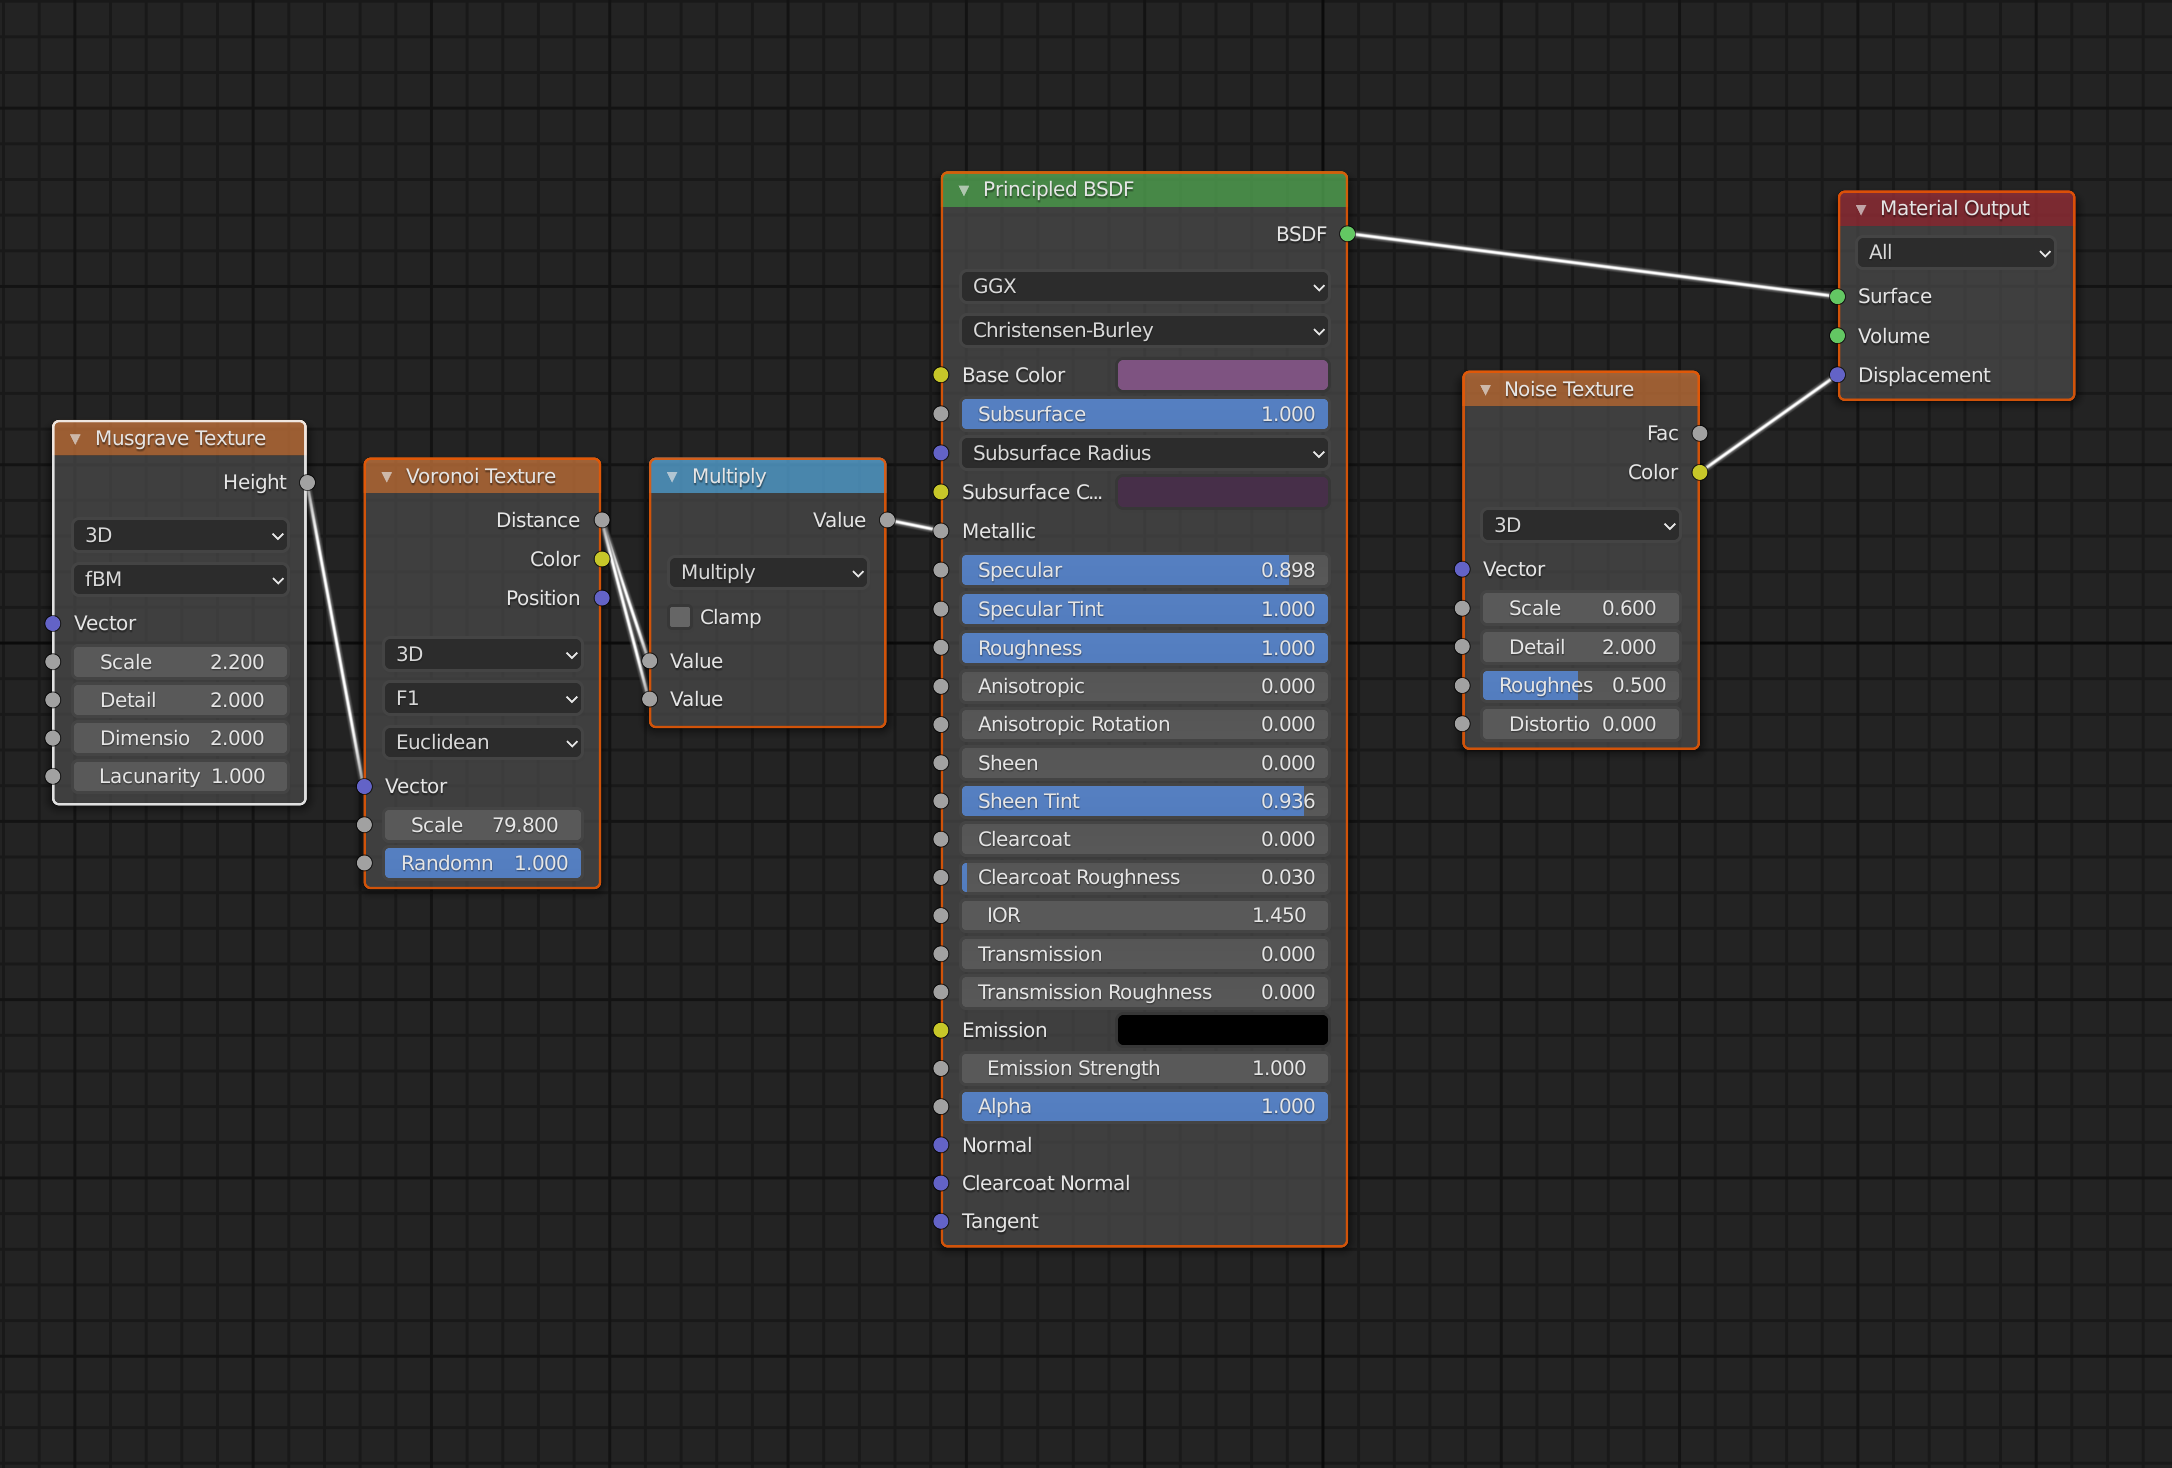 Musgrave Texture
Height
3D
fBM
Vector
Scale 2.200
Detail 2.000
Dimensio 2.000
Lacunarity 1.000
Voronoi Texture
Distance
Color
Position
3D
F1
Euclidean
Vector
Scale 79.800
Randomn 1.000
Multiply
Value
Multiply
Clamp
Value
Value
Principled BSDF
BSDF
GGX
Christensen-Burley
Base Color
Subsurface 1.000
Subsurface Radius
Subsurface C...
Metallic
Specular 0.898
Specular Tint 1.000
Roughness 1.000
Anisotropic 0.000
Anisotropic Rotation 0.000
Sheen 0.000
Sheen Tint 0.936
Clearcoat 0.000
Clearcoat Roughness 0.030
IOR 1.450
Transmission 0.000
Transmission Roughness 0.000
Emission
Emission Strength 1.000
Alpha 1.000
Normal
Clearcoat Normal
Tangent
Noise Texture
Fac
Color
3D
Vector
Scale 0.600
Detail 2.000
Roughnes 0.500
Distortio 0.000
Material Output
All
Surface
Volume
Displacement